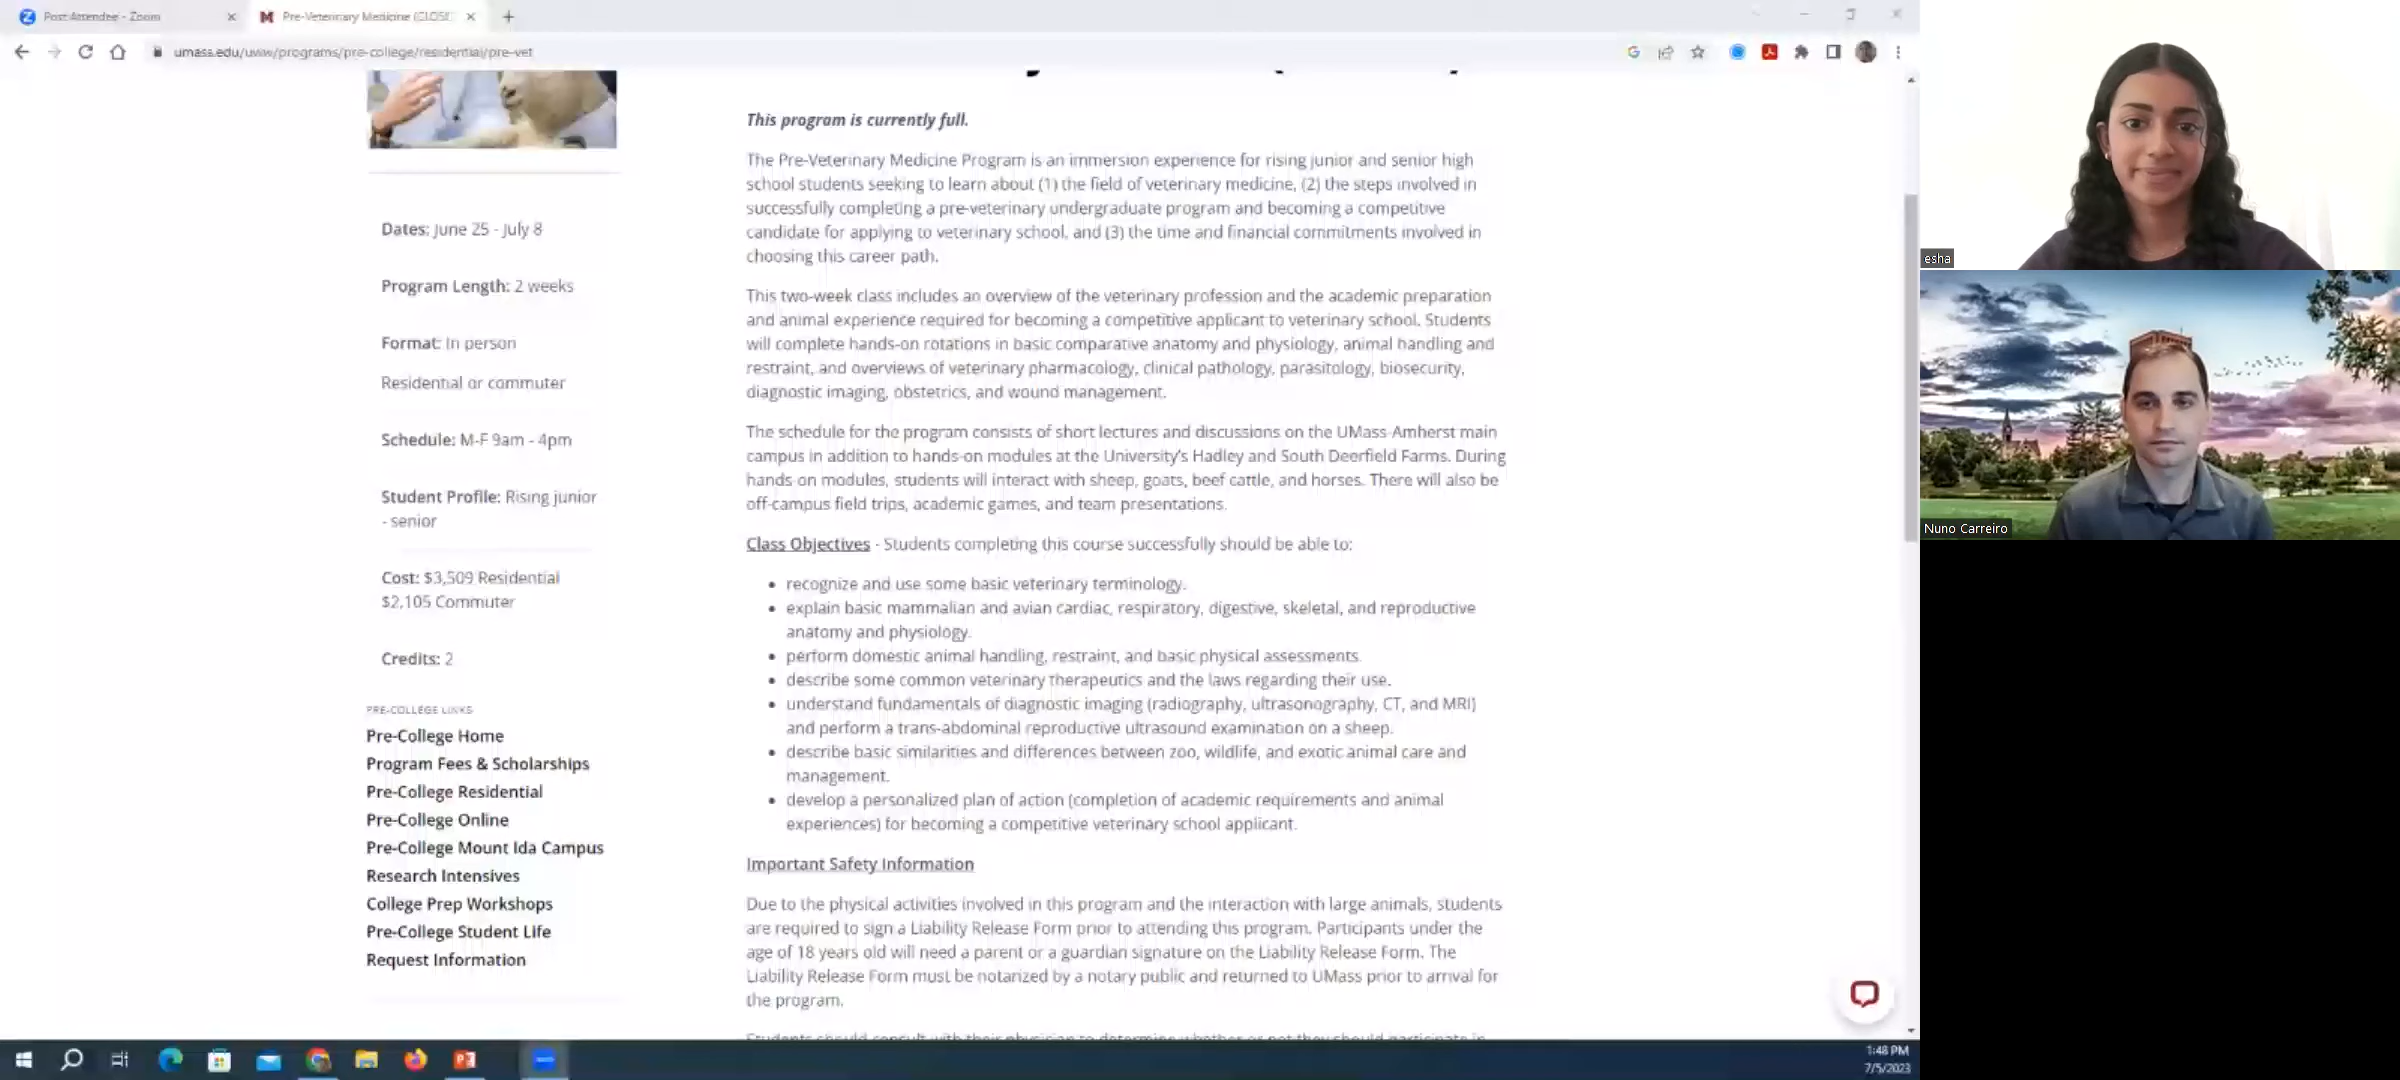 Post Attendee - Zoom
Pre-Veterinary Medicine (CLOSE
umass.edu/uww/programs/pre-college/residential/pre-vet
This program is currently full.
The Pre-Veterinary Medicine Program is an immersion experience for rising junior and senior high
school students seeking to learn about (1) the field of veterinary medicine, (2) the steps involved in
successfully completing a pre-veterinary undergraduate program and becoming a competitive
candidate for applying to veterinary school, and (3) the time and financial commitments involved in
choosing this career path.
This two-week class includes an overview of the veterinary profession and the academic preparation
and animal experience required for becoming a competitive applicant to veterinary school. Students
will complete hands-on rotations in basic comparative anatomy and physiology, animal handling and
restraint, and overviews of veterinary pharmacology, clinical pathology, parasitology, biosecurity,
diagnostic imaging, obstetrics, and wound management.
The schedule for the program consists of short lectures and discussions on the UMass Amherst main
campus in addition to hands-on modules at the University's Hadley and South Deerfield Farms. During
hands-on modules, students will interact with sheep, goats, beef cattle, and horses. There will also be
off-campus field trips, academic games, and team presentations.
Class Objectives - Students completing this course successfully should be able to:
• recognize and use some basic veterinary terminology.
• explain basic mammalian and avian cardiac, respiratory, digestive, skeletal, and reproductive
anatomy and physiology.
• perform domestic animal handling, restraint, and basic physical assessments.
• describe some common veterinary therapeutics and the laws regarding their use.
• understand fundamentals of diagnostic imaging (radiography, ultrasonography, CT, and MRI)
and perform a trans-abdominal reproductive ultrasound examination on a sheep.
• describe basic similarities and differences between zoo, wildlife, and exotic animal care and
management.
• develop a personalized plan of action (completion of academic requirements and animal
experiences) for becoming a competitive veterinary school applicant.
Important Safety Information
Due to the physical activities involved in this program and the interaction with large animals, students
are required to sign a Liability Release Form prior to attending this program. Participants under the
age of 18 years old will need a parent or a guardian signature on the Liability Release Form. The
Liability Release Form must be notarized by a notary public and returned to UMass prior to arrival for
the program.
Students should consult with their physician to determine whether or not they should participate in
Dates: June 25 - July 8
Program Length: 2 weeks
Format: In person
Residential or commuter
Schedule: M-F 9am - 4pm
Student Profile: Rising junior
- senior
Cost: $3,509 Residential
$2,105 Commuter
Credits: 2
PRE-COLLEGE LINKS
Pre-College Home
Program Fees & Scholarships
Pre-College Residential
Pre-College Online
Pre-College Mount Ida Campus
Research Intensives
College Prep Workshops
Pre-College Student Life
Request Information
esha
Nuno Carreiro
1:48 PM
7/5/2023